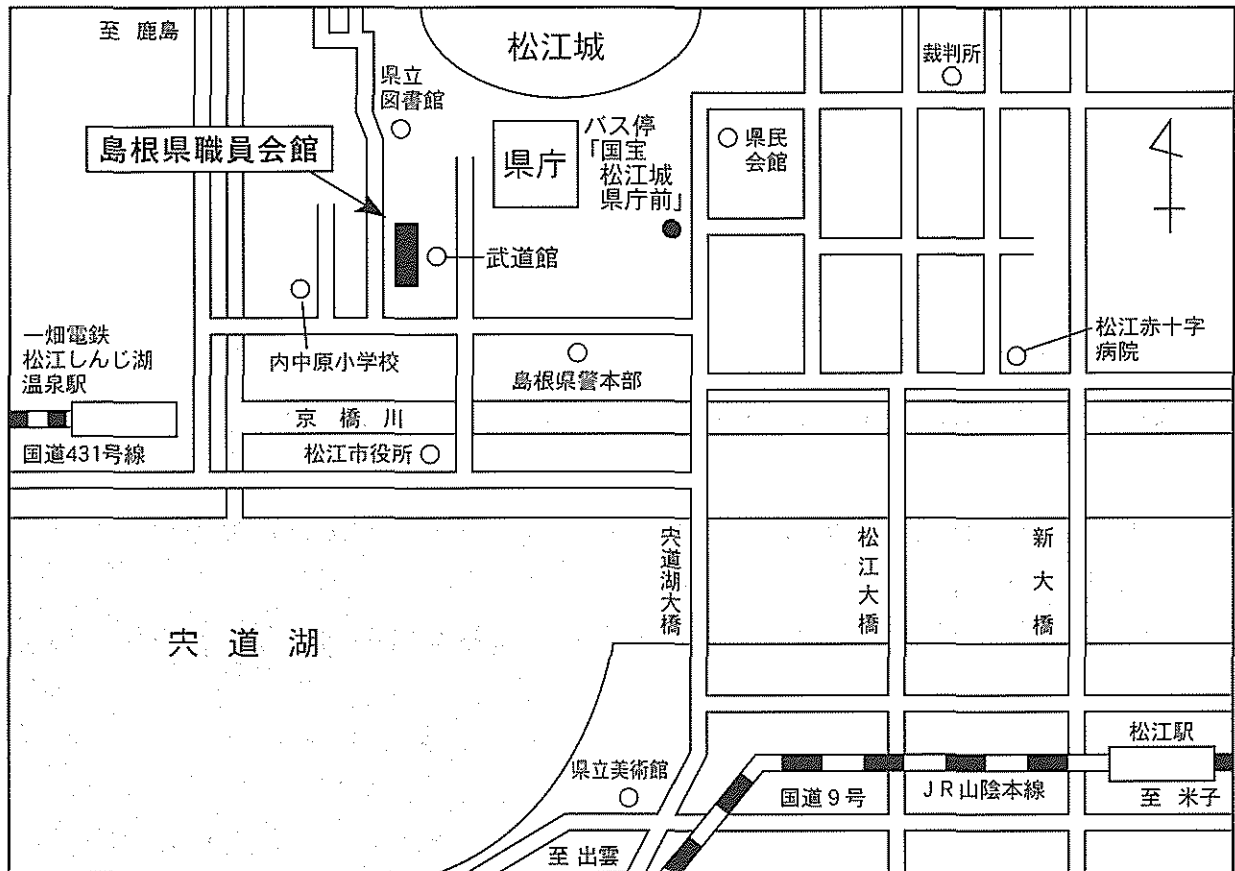 至 鹿島
松江城
裁判所
県立
図書館
島根県職員会館
県庁
バス停
「国宝
松江城
県庁前」
県民
会館
武道館
一畑電鉄
松江しんじ湖
温泉駅
内中原小学校
島根県警本部
松江赤十字
病院
京橋川
国道431号線
松江市役所
宍道湖大橋
松江大橋
新大橋
宍道湖
松江駅
県立美術館
国道9号
JR山陰本線
至 米子
至 出雲